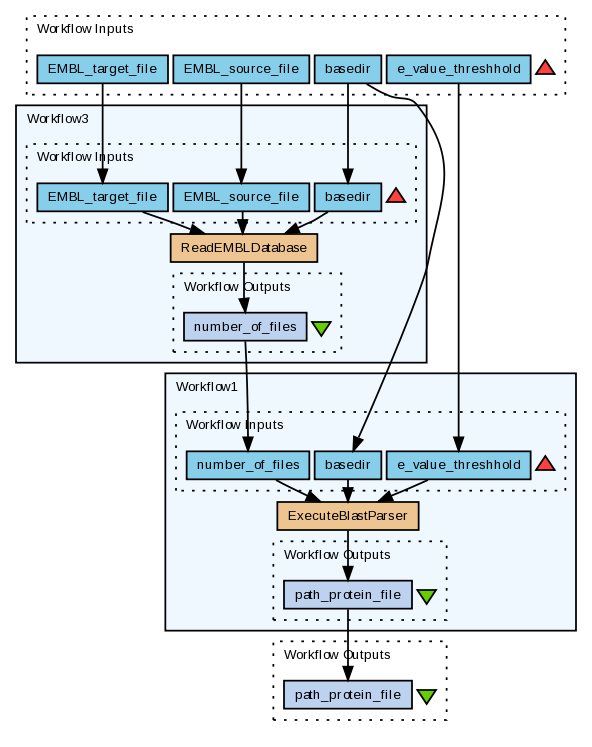 Workflow Inputs
EMBL_target_file EMBL_source_file basedir e_value_threshhold
Workflow3
Workflow Inputs
EMBL_target_file EMBL_source_file basedir
ReadEMBLDatabase
Workflow Outputs
number_of_files
Workflow1
Workflow Inputs
number_of_files basedir e_value_threshhold
ExecuteBlastParser
Workflow Outputs
path_protein_file
Workflow Outputs
path_protein_file